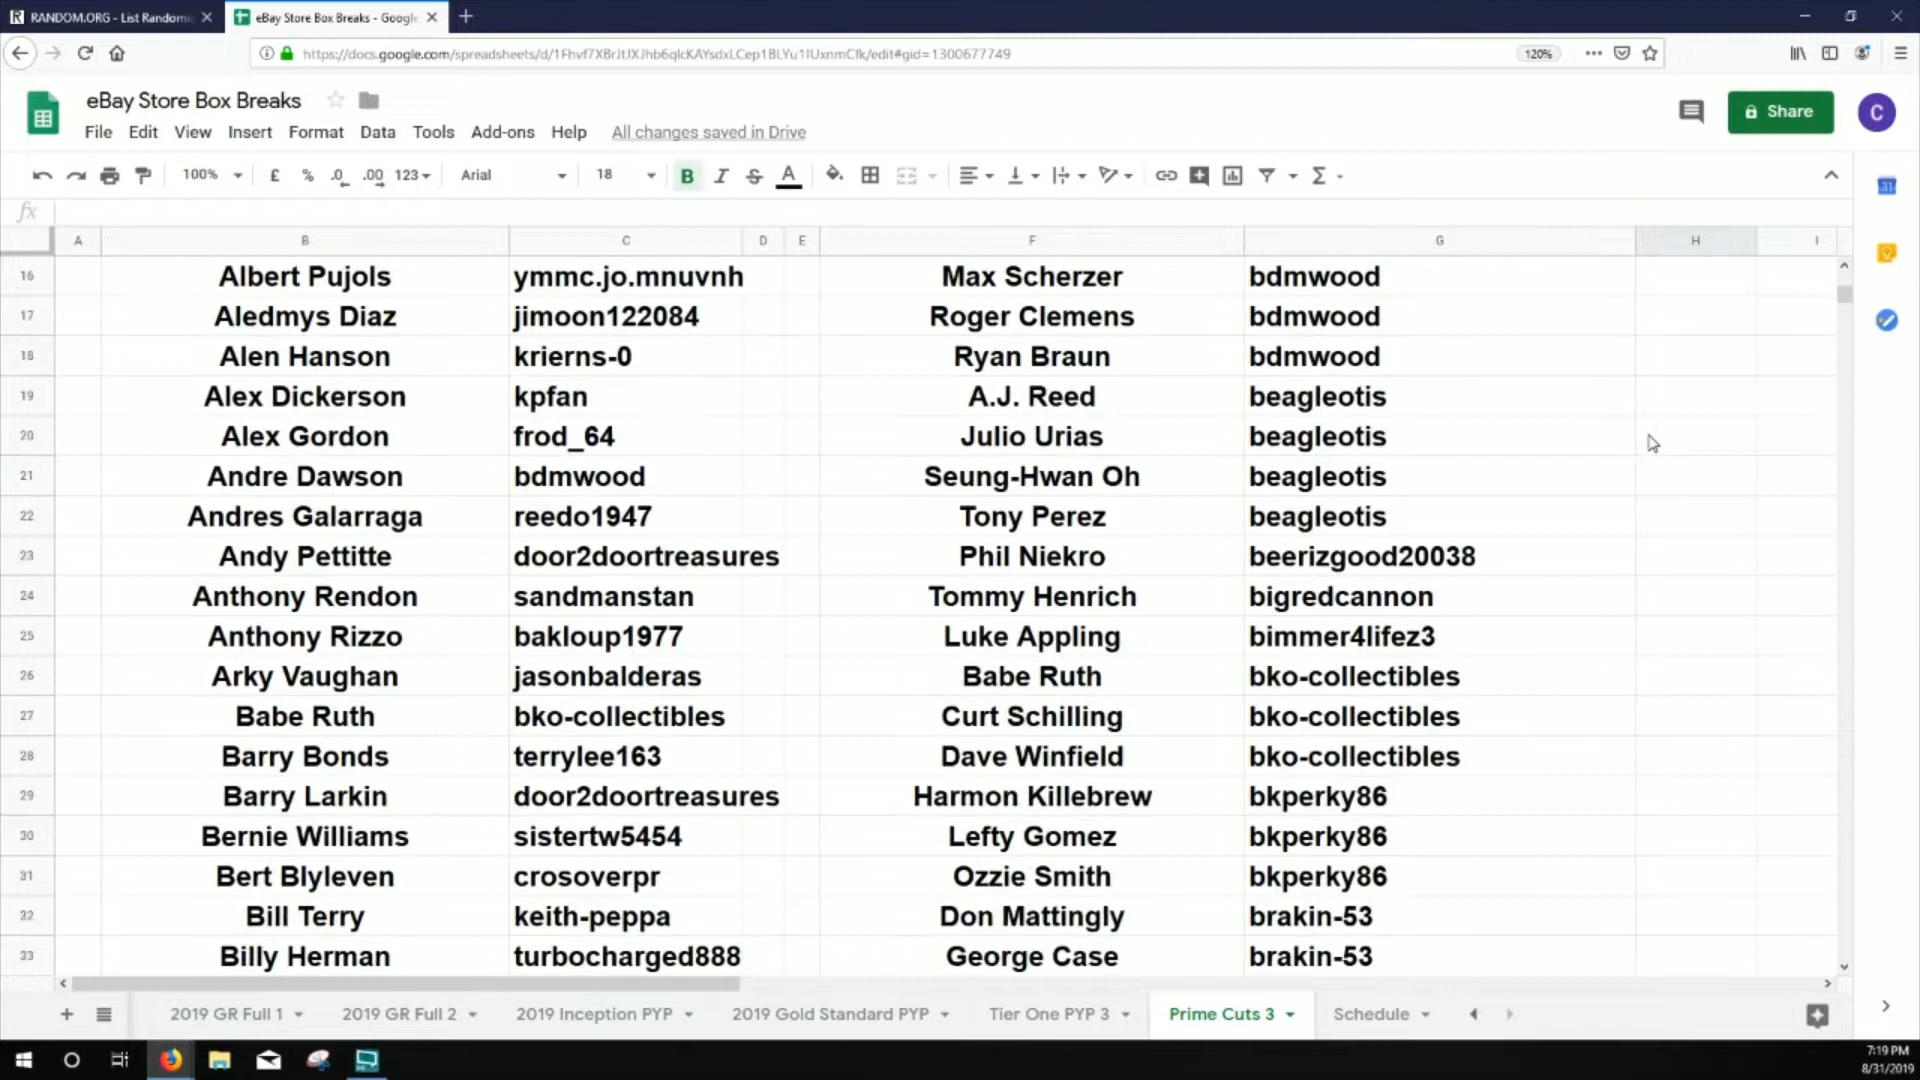 RANDOM.ORG - List Randomi
eBay Store Box Breaks - Google
docs.google.com/spreadsheets/d/
edit#gid=1300677749
120%
eBay Store Box Breaks
Share
C
File Edit View Insert Format Data Tools Add-ons Help All changes saved in Drive
100% £ % .0 .00 123 Arial 18 B I S A
31
fx
A B C D E F G H I
16 Albert Pujols ymmc.jo.mnuvnh Max Scherzer bdmwood
17 Aledmys Diaz jimoon122084 Roger Clemens bdmwood
18 Alen Hanson krierns-0 Ryan Braun bdmwood
19 Alex Dickerson kpfan A.J. Reed beagleotis
20 Alex Gordon frod_64 Julio Urias beagleotis
21 Andre Dawson bdmwood Seung-Hwan Oh beagleotis
22 Andres Galarraga reedo1947 Tony Perez beagleotis
23 Andy Pettitte door2doortreasures Phil Niekro beerizgood20038
24 Anthony Rendon sandmanstan Tommy Henrich bigredcannon
25 Anthony Rizzo bakloup1977 Luke Appling bimmer4lifez3
26 Arky Vaughan jasonbalderas Babe Ruth bko-collectibles
27 Babe Ruth bko-collectibles Curt Schilling bko-collectibles
28 Barry Bonds terrylee163 Dave Winfield bko-collectibles
29 Barry Larkin door2doortreasures Harmon Killebrew bkperky86
30 Bernie Williams sistertw5454 Lefty Gomez bkperky86
31 Bert Blyleven crosoverpr Ozzie Smith bkperky86
32 Bill Terry keith-peppa Don Mattingly brakin-53
33 Billy Herman turbocharged888 George Case brakin-53
2019 GR Full 1 2019 GR Full 2 2019 Inception PYP 2019 Gold Standard PYP Tier One PYP 3 Prime Cuts 3 Schedule
7:19 PM
8/31/2019